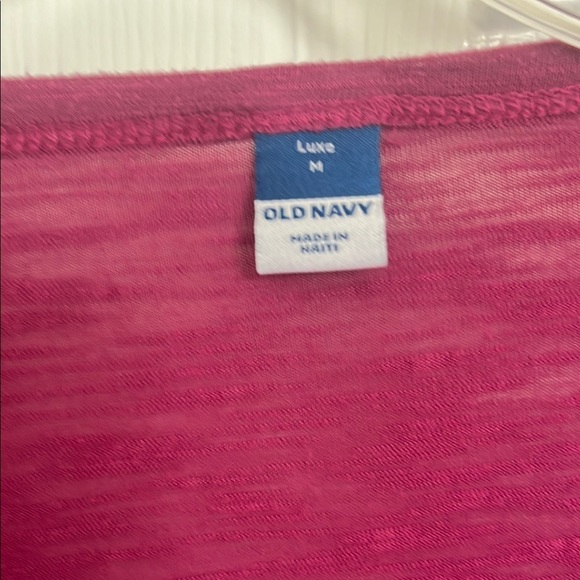 Luxe
M
OLD NAVY
MADE IN
HAITI